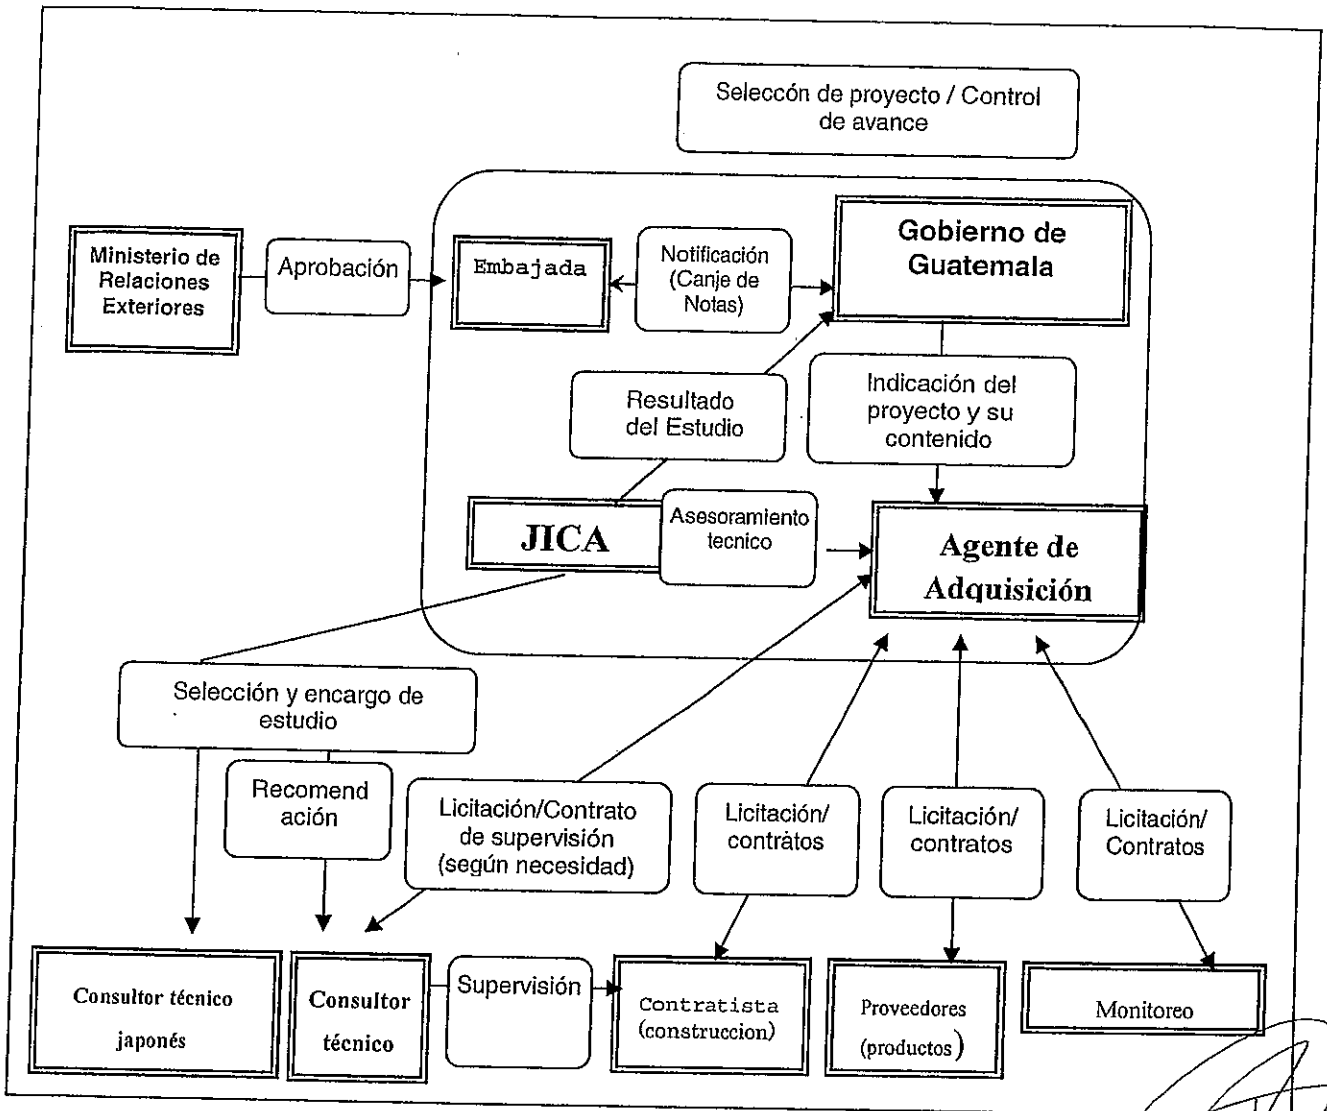 Seleccón de proyecto / Control
de avance
Ministerio de
Relaciones
Exteriores
Aprobación
Embajada
Notificación
(Canje de
Notas)
Gobierno de
Guatemala
Resultado
del Estudio
Indicación del
proyecto y su
contenido
JICA
Asesoramiento
tecnico
Agente de
Adquisición
Selección y encargo de
estudio
Recomend
ación
Licitación/Contrato
de supervisión
(según necesidad)
Licitación/
contratos
Licitación/
contratos
Licitación/
Contratos
Consultor técnico
japonés
Consultor
técnico
Supervisión
Contratista
(construccion)
Proveedores
(productos)
Monitoreo